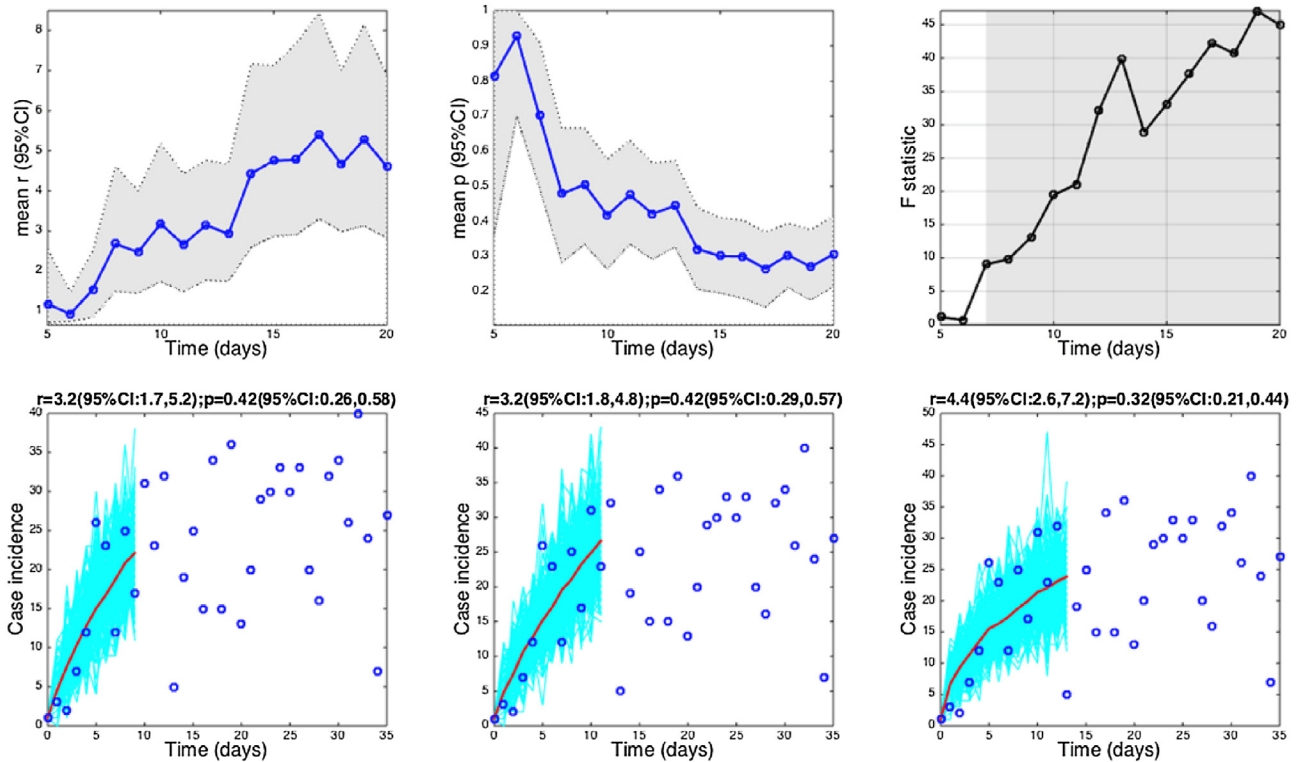 mean r (95%CI)
8
7
6
5
4
3
2
1
5 10 15 20
Time (days)
mean p (95%CI)
1
0.9
0.8
0.7
0.6
0.5
0.4
0.3
0.2
5 10 15 20
Time (days)
F statistic
45
40
35
30
25
20
15
10
5
0
5 10 15 20
Time (days)
r=3.2(95%CI:1.7,5.2);p=0.42(95%CI:0.26,0.58)
Case incidence
40
35
30
25
20
15
10
5
0
0 5 10 15 20 25 30 35
Time (days)
r=3.2(95%CI:1.8,4.8);p=0.42(95%CI:0.29,0.57)
Case incidence
45
40
35
30
25
20
15
10
5
0
0 5 10 15 20 25 30 35
Time (days)
r=4.4(95%CI:2.6,7.2);p=0.32(95%CI:0.21,0.44)
Case incidence
50
45
40
35
30
25
20
15
10
5
0
0 5 10 15 20 25 30 35
Time (days)